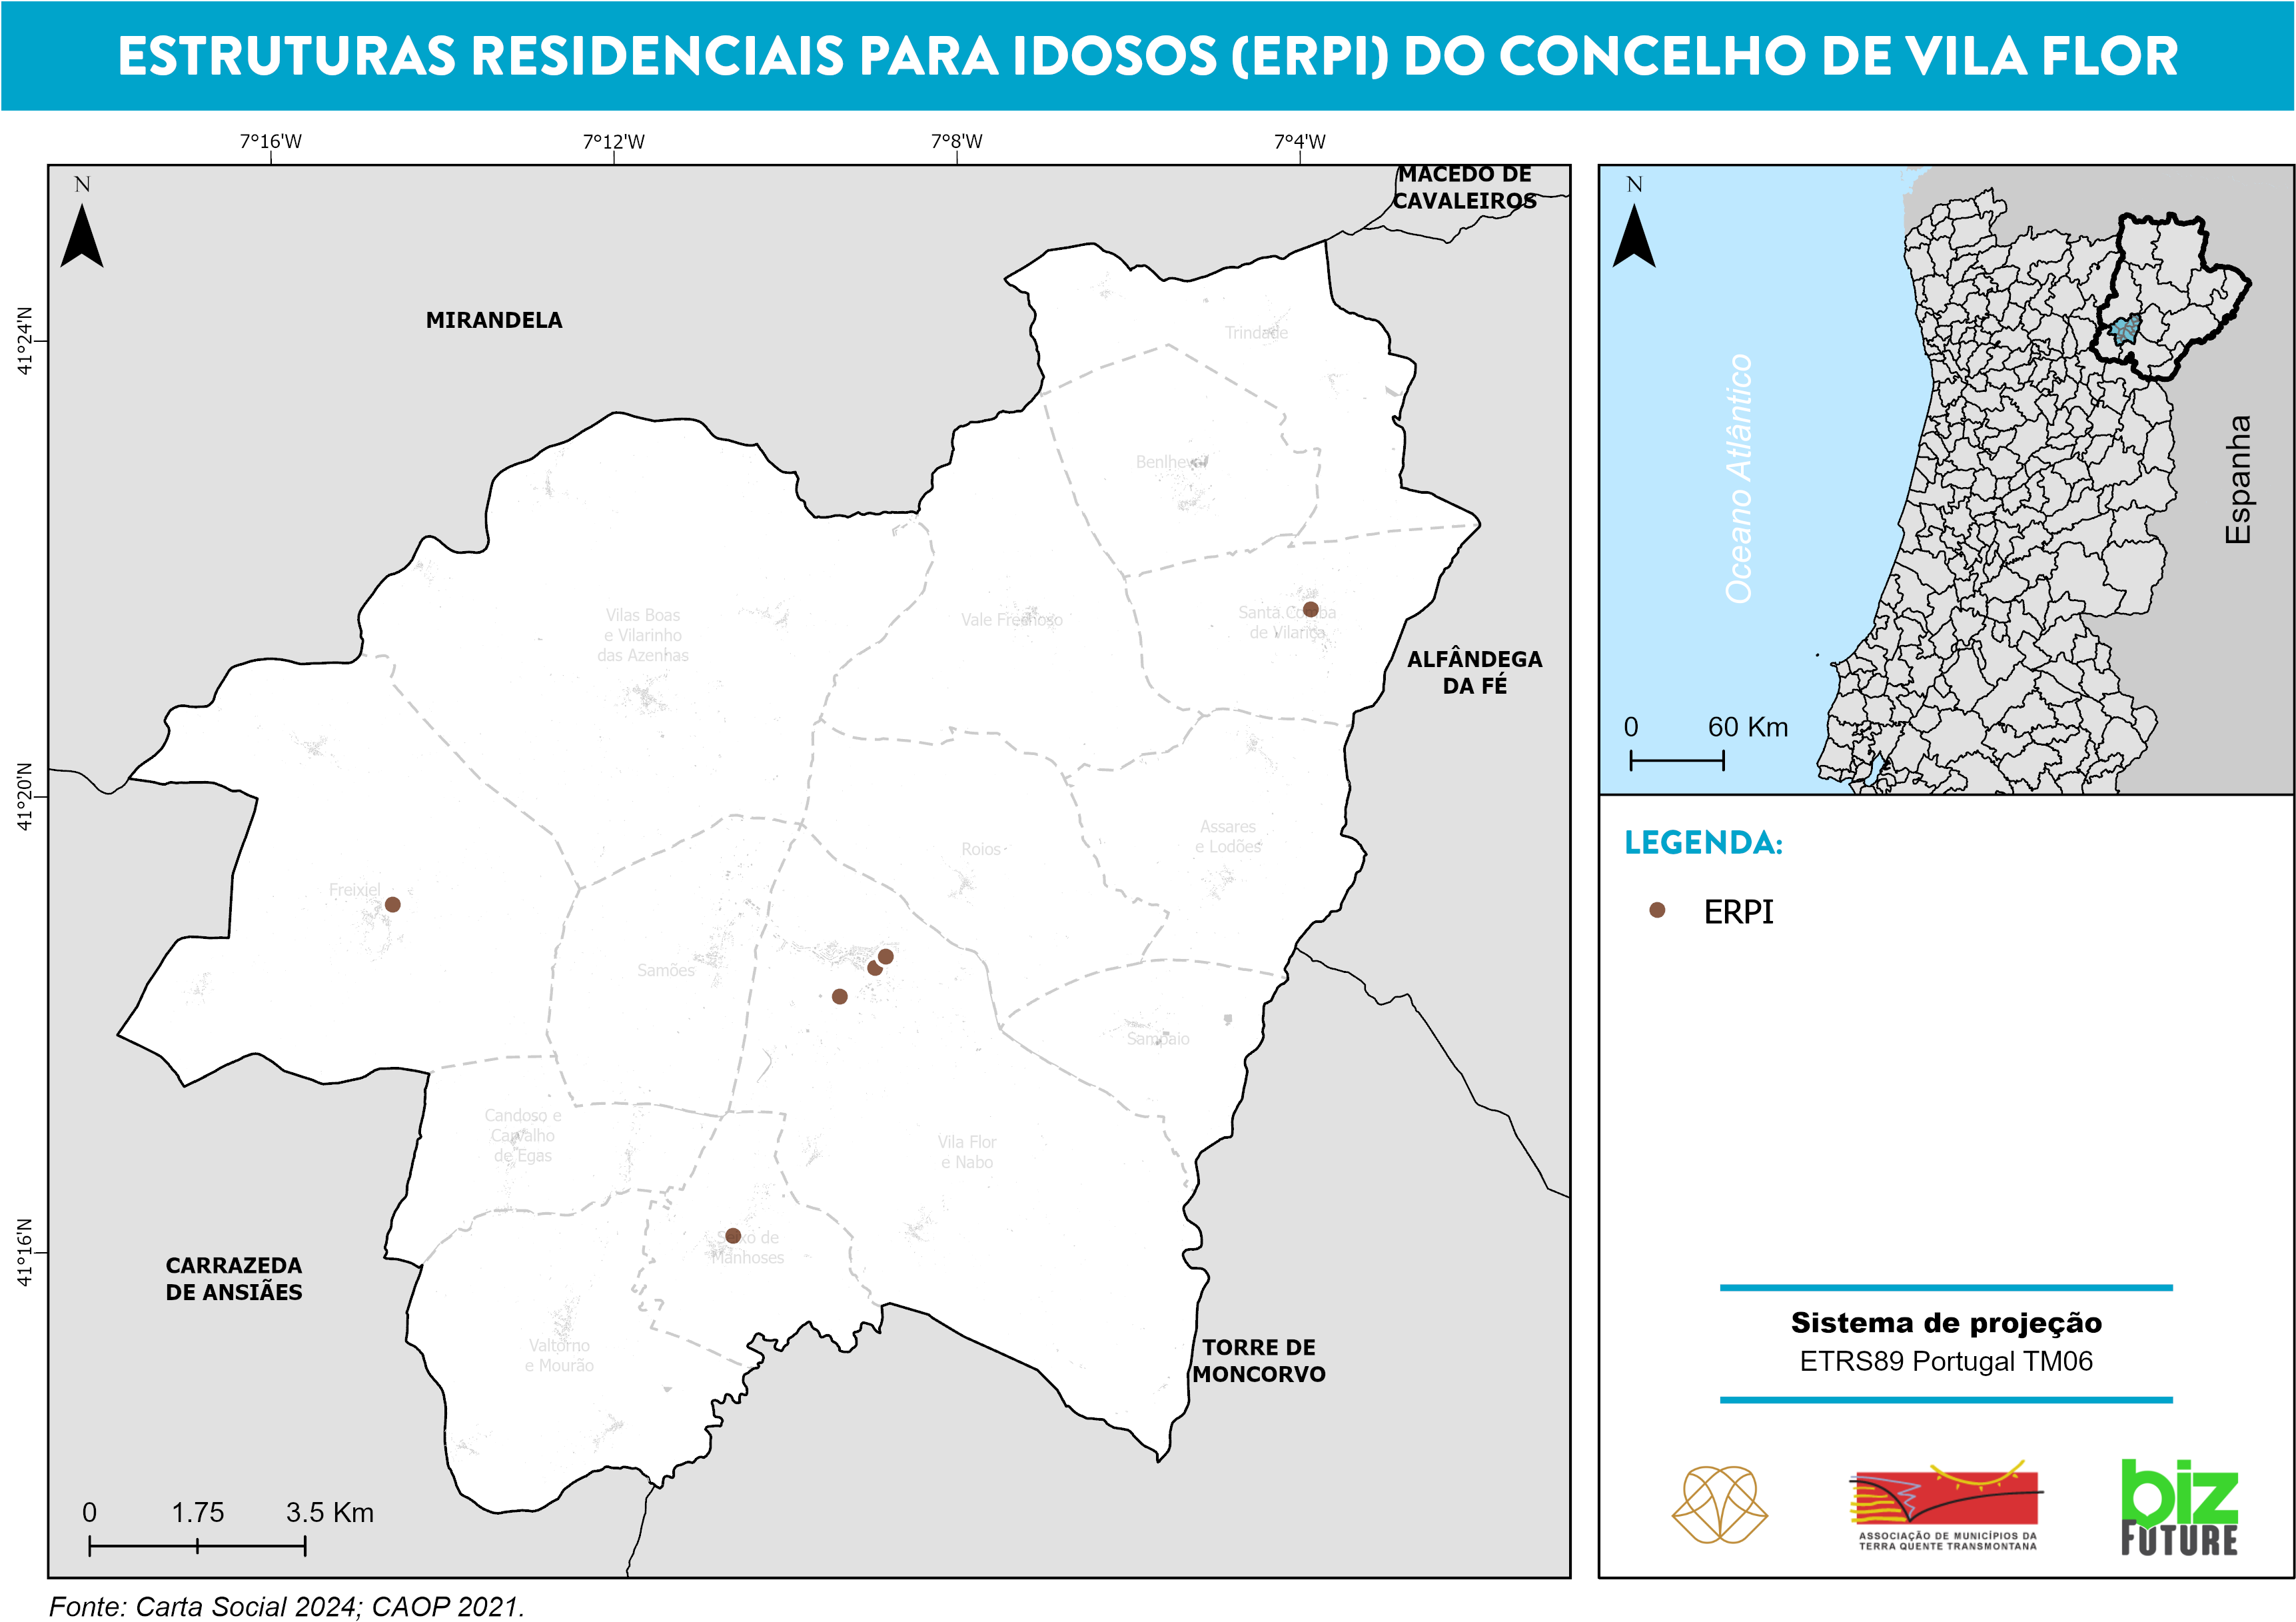 ESTRUTURAS RESIDENCIAIS PARA IDOSOS (ERPI) DO CONCELHO DE VILA FLOR
7°16'W
7°12'W
7°8'W
7°4'W
41°24'N
41°20'N
41°16'N
N
MACEDO DE
CAVALEIROS
MIRANDELA
Trindade
Benlhevai
Vilas Boas
e Vilarinho
das Azenhas
Vale Frechoso
Santa Comba
de Vilariça
ALFÂNDEGA
DA FÉ
Assares
e Lodões
Roios
Freixiel
Samões
Sampaio
Candoso e
Carvalho
de Egas
Vila Flor
e Nabo
Seixo de
Manhoses
CARRAZEDA
DE ANSIÃES
Valtorno
e Mourão
TORRE DE
MONCORVO
0 1.75 3.5 Km
Fonte: Carta Social 2024; CAOP 2021.
N
Oceano Atlântico
Espanha
0 60 Km
LEGENDA:
ERPI
Sistema de projeção
ETRS89 Portugal TM06
ASSOCIAÇÃO DE MUNICÍPIOS DA
TERRA QUENTE TRANSMONTANA
biz
FUTURE